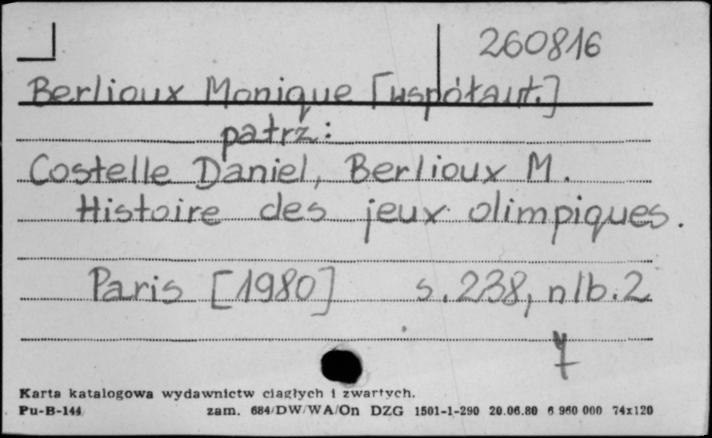 260816
Berlioux Monique [współaut.]
patrz:
Costelle Daniel, Berlioux M.
Histoire des jeux olimpiques.
Paris [1980] s. 238, nlb. 2
7
Karta katalogowa wydawnictw ciągłych i zwartych.
Pu-B-144 zam. 684/DW/WA/On DZG 1501-1-290 20.06.80 6 960 000 74x120